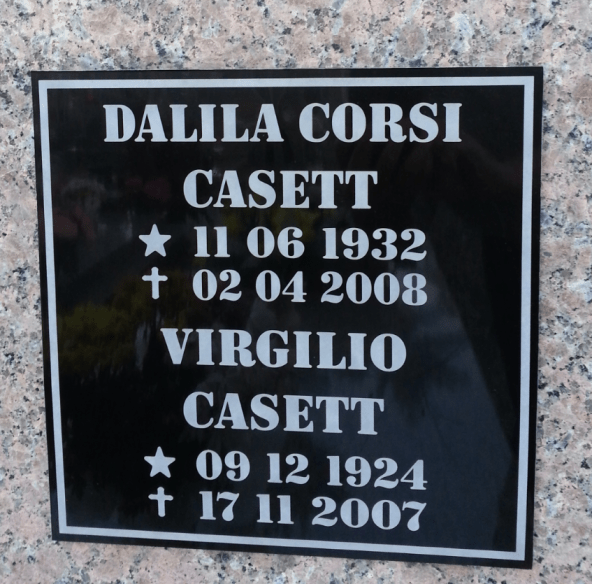 DALILA CORSI
CASETT
★ 11 06 1932
✝ 02 04 2008
VIRGILIO
CASETT
★ 09 12 1924
✝ 17 11 2007